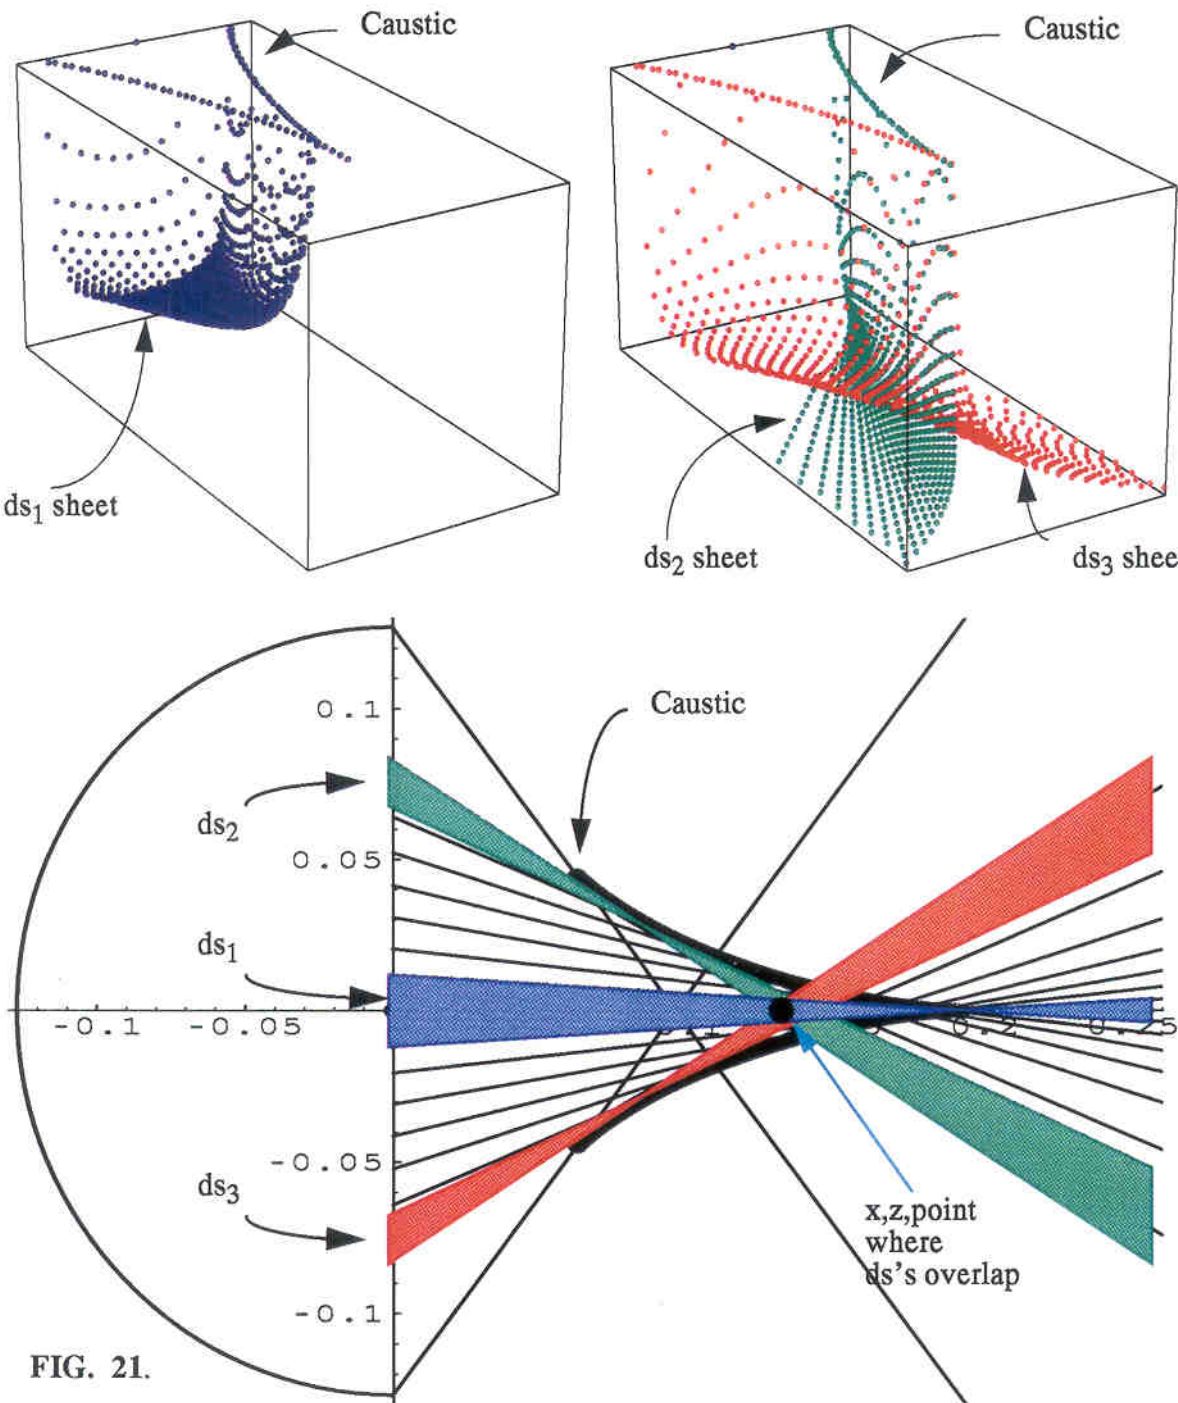 Caustic
Caustic
ds1 sheet
ds2 sheet
ds3 shee
Caustic
0.1
ds2
0.05
ds1
-0.1
-0.05
0.2
0.25
-0.05
ds3
x,z,point
where
ds's overlap
-0.1
FIG. 21.